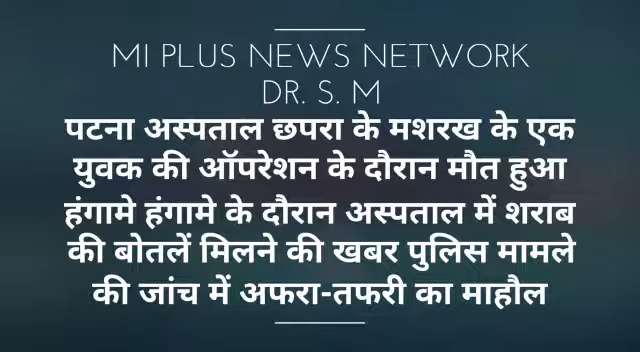 MI PLUS NEWS NETWORK
DR. S. M
पटना अस्पताल छपरा के मशरख के एक
युवक की ऑपरेशन के दौरान मौत हुआ
हंगामे हंगामे के दौरान अस्पताल में शराब
की बोतलें मिलने की खबर पुलिस मामले
की जांच में अफरा-तफरी का माहौल